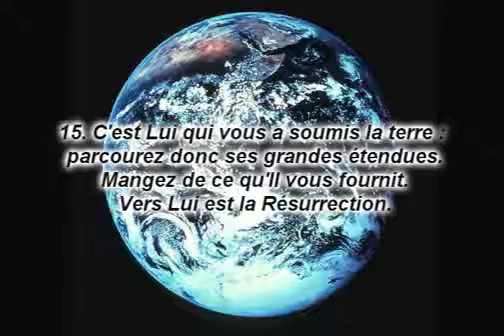 15. C'est Lui qui vous a soumis la terre :
parcourez donc ses grandes étendues.
Mangez de ce qu'Il vous fournit.
Vers Lui est la Résurrection.